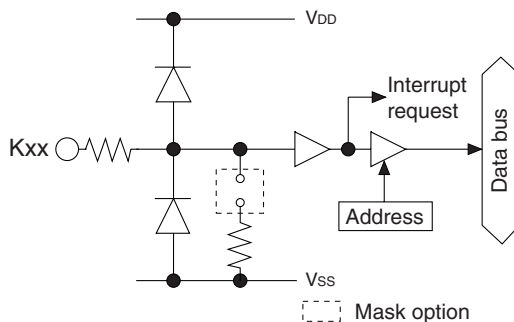 VDD
Interrupt
request
Kxx
Data bus
Address
VSS
Mask option